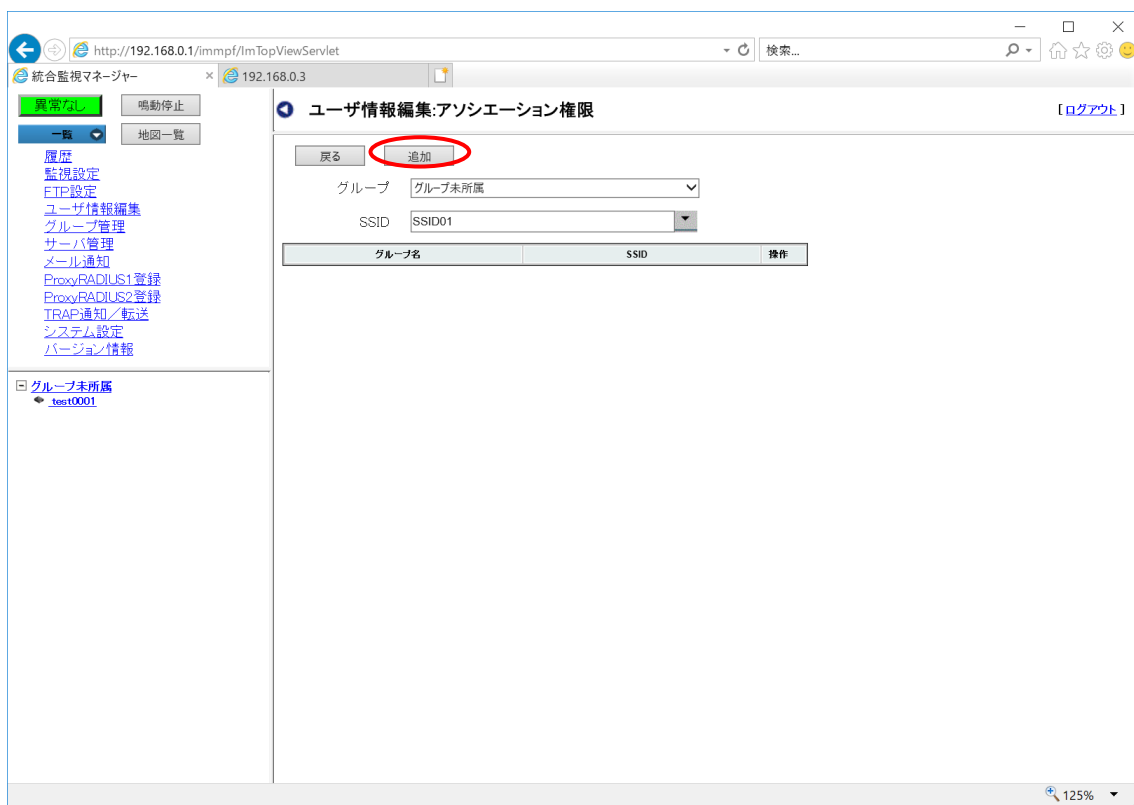 http://192.168.0.1/immpf/ImTopViewServlet
検索...
統合監視マネージャー
192.168.0.3
異常なし
鳴動停止
一覧
地図一覧
履歴
監視設定
FTP設定
ユーザ情報編集
グループ管理
サーバ管理
メール通知
ProxyRADIUS1登録
ProxyRADIUS2登録
TRAP通知／転送
システム設定
バージョン情報
グループ未所属
test0001
ユーザ情報編集:アソシエーション権限
[ログアウト]
戻る
追加
グループ グループ未所属
SSID SSID01
グループ名 SSID 操作
125%